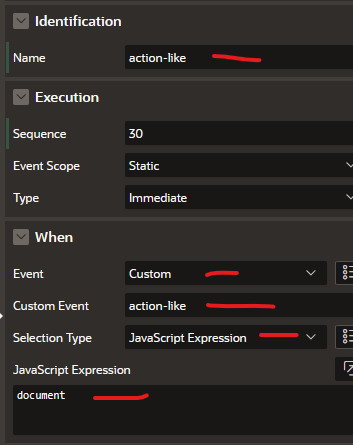 Identification
Name action-like
Execution
Sequence 30
Event Scope Static
Type Immediate
When
Event Custom
Custom Event action-like
Selection Type JavaScript Expression
JavaScript Expression
document